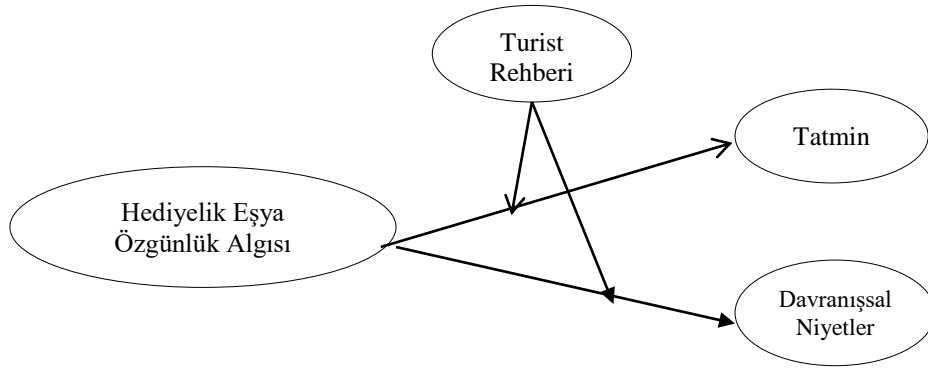 Turist
Rehberi
Tatmin
Hediyelik Eşya
Özgünlük Algısı
Davranışsal
Niyetler